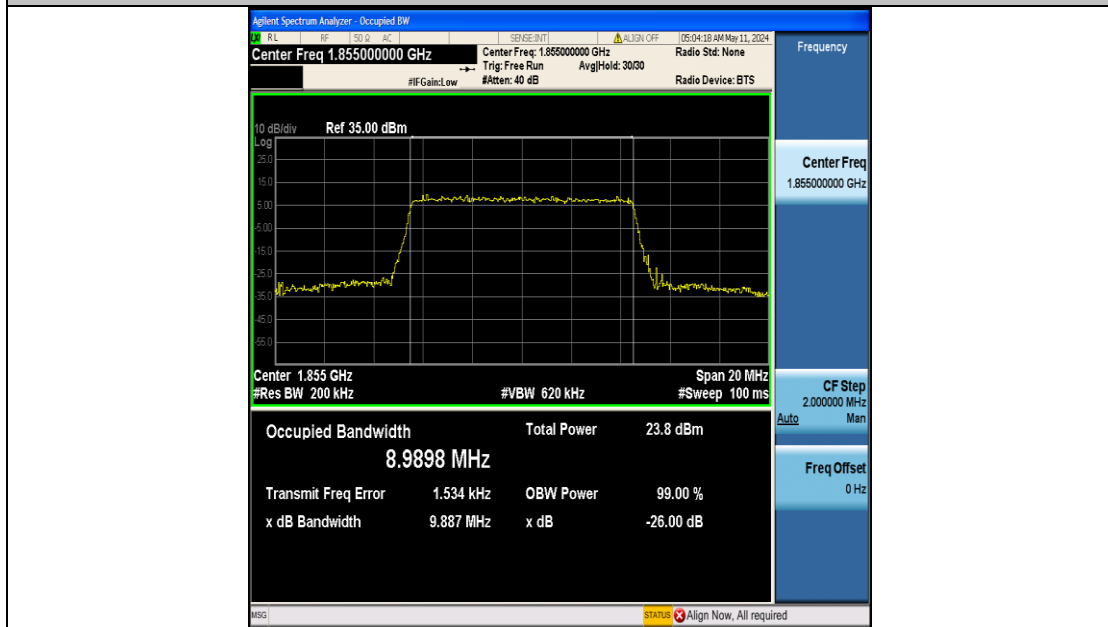 Agilent Spectrum Analyzer - Occupied BW
LXI RL RF 50 Ω AC SENSE:INT ALIGN OFF 05:04:18 AM May 11, 2024
Center Freq 1.855000000 GHz Center Freq: 1.855000000 GHz Radio Std: None
Trig: Free Run Avg|Hold: 30/30
#IFGain:Low #Atten: 40 dB Radio Device: BTS
10 dB/div Ref 35.00 dBm
Log
25.0
15.0
5.00
-5.00
-15.0
-25.0
-35.0
-45.0
-55.0
Center 1.855 GHz Span 20 MHz
#Res BW 200 kHz #VBW 620 kHz #Sweep 100 ms
Occupied Bandwidth Total Power 23.8 dBm
8.9898 MHz
Transmit Freq Error 1.534 kHz OBW Power 99.00 %
x dB Bandwidth 9.887 MHz x dB -26.00 dB
Frequency
Center Freq
1.855000000 GHz
CF Step
2.000000 MHz
Auto Man
Freq Offset
0 Hz
MSG STATUS Align Now, All required